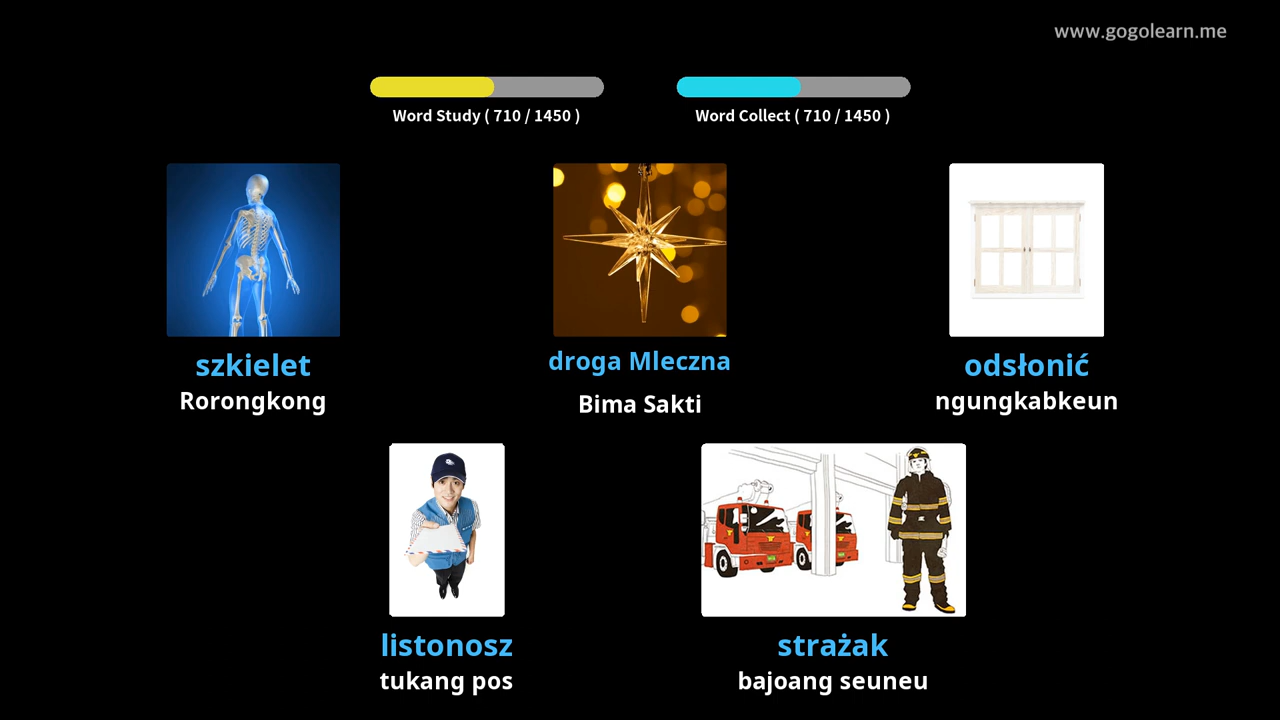 www.gogolearn.me
Word Study ( 710 / 1450 )
Word Collect ( 710 / 1450 )
szkielet
Rorongkong
droga Mleczna
Bima Sakti
odsłonić
ngungkabkeun
listonosz
tukang pos
strażak
bajoang seuneu